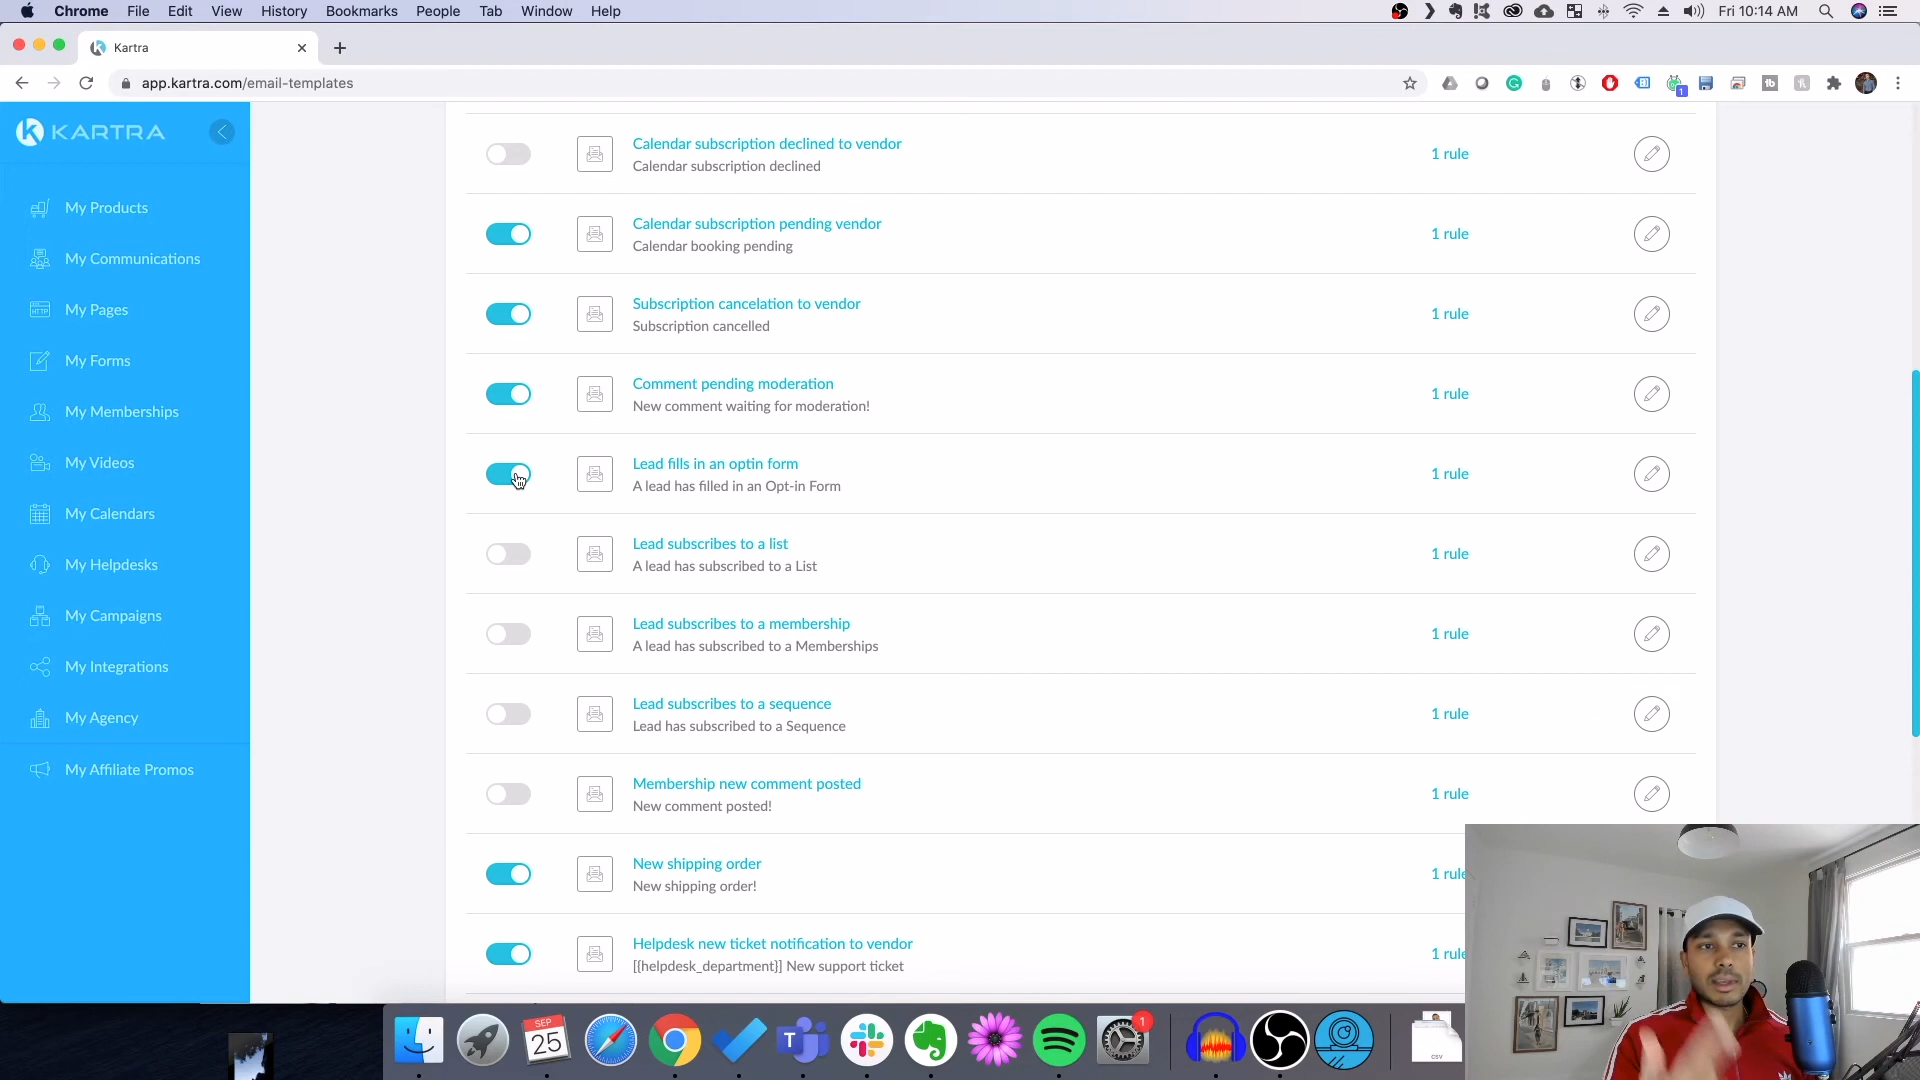 Chrome File Edit View History Bookmarks People Tab Window Help Fri 10:14 AM
Kartra
app.kartra.com/email-templates
1
KARTRA
My Products
My Communications
HTTP
My Pages
My Forms
My Memberships
My Videos
My Calendars
My Helpdesks
My Campaigns
My Integrations
My Agency
My Affiliate Promos
Calendar subscription declined to vendor
Calendar subscription declined
1 rule
Calendar subscription pending vendor
Calendar booking pending
1 rule
Subscription cancelation to vendor
Subscription cancelled
1 rule
Comment pending moderation
New comment waiting for moderation!
1 rule
Lead fills in an optin form
A lead has filled in an Opt-in Form
1 rule
Lead subscribes to a list
A lead has subscribed to a List
1 rule
Lead subscribes to a membership
A lead has subscribed to a Memberships
1 rule
Lead subscribes to a sequence
Lead has subscribed to a Sequence
1 rule
Membership new comment posted
New comment posted!
1 rule
New shipping order
New shipping order!
1 rule
Helpdesk new ticket notification to vendor
[{{helpdesk_department}] New support ticket
1 rule
SEP
25
T
1
CSV